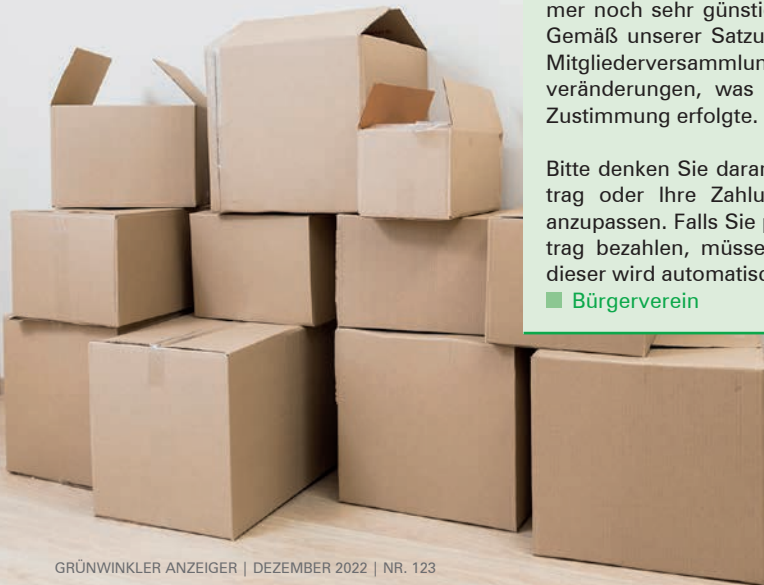 mer noch sehr günsti
Gemäß unserer Satzu
Mitgliederversammlun
veränderungen, was
Zustimmung erfolgte.
Bitte denken Sie daran
trag oder Ihre Zahlu
anzupassen. Falls Sie p
trag bezahlen, müsse
dieser wird automatisc
Bürgerverein
GRÜNWINKLER ANZEIGER | DEZEMBER 2022 | NR. 123